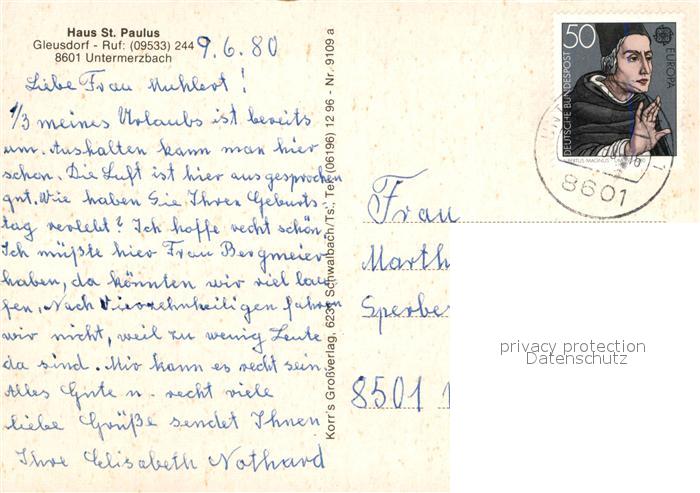 Haus St. Paulus
Gleusdorf - Ruf: (09533) 244
8601 Untermerzbach
9.6.80
Liebe Frau Muhlert!
1/3 meines Urlaubs ist bereits
um. Aushalten kann man hier
schon. Die Luft ist hier ausgesprochen
gut. Wie haben Sie Ihren Geburts-
tag verlebt? Ich hoffe recht schön.
Ich müßte hier Frau Bergmeier
haben, da könnten wir viel lau-
fen. Nach Vierzehnheiligen fahren
wir nicht, weil zu wenig Leute
da sind. Mir kann es recht sein.
Alles Gute u. recht viele
liebe Grüße sendet Ihnen
Ihre Elisabeth Nothard
Korr's Großverlag, 6231 Schwalbach/Ts., Tel. (06196) 12 96 - Nr. 9109 a
50
DEUTSCHE BUNDESPOST
EUROPA
8601
Frau
Marth
Sperbe
8501
privacy protection
Datenschutz